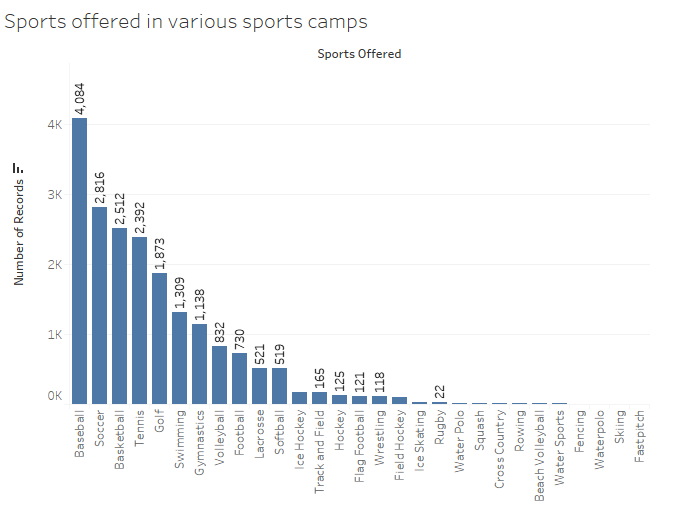 Sports offered in various sports camps
Sports Offered
Number of Records
4K
3K
2K
1K
0K
4,084
2,816
2,512
2,392
1,873
1,309
1,138
832
730
521
519
165
125
121
118
22
Baseball
Soccer
Basketball
Tennis
Golf
Swimming
Gymnastics
Volleyball
Football
Lacrosse
Softball
Ice Hockey
Track and Field
Hockey
Flag Football
Wrestling
Field Hockey
Ice Skating
Rugby
Water Polo
Squash
Cross Country
Rowing
Beach Volleyball
Water Sports
Fencing
Waterpolo
Skiing
Fastpitch